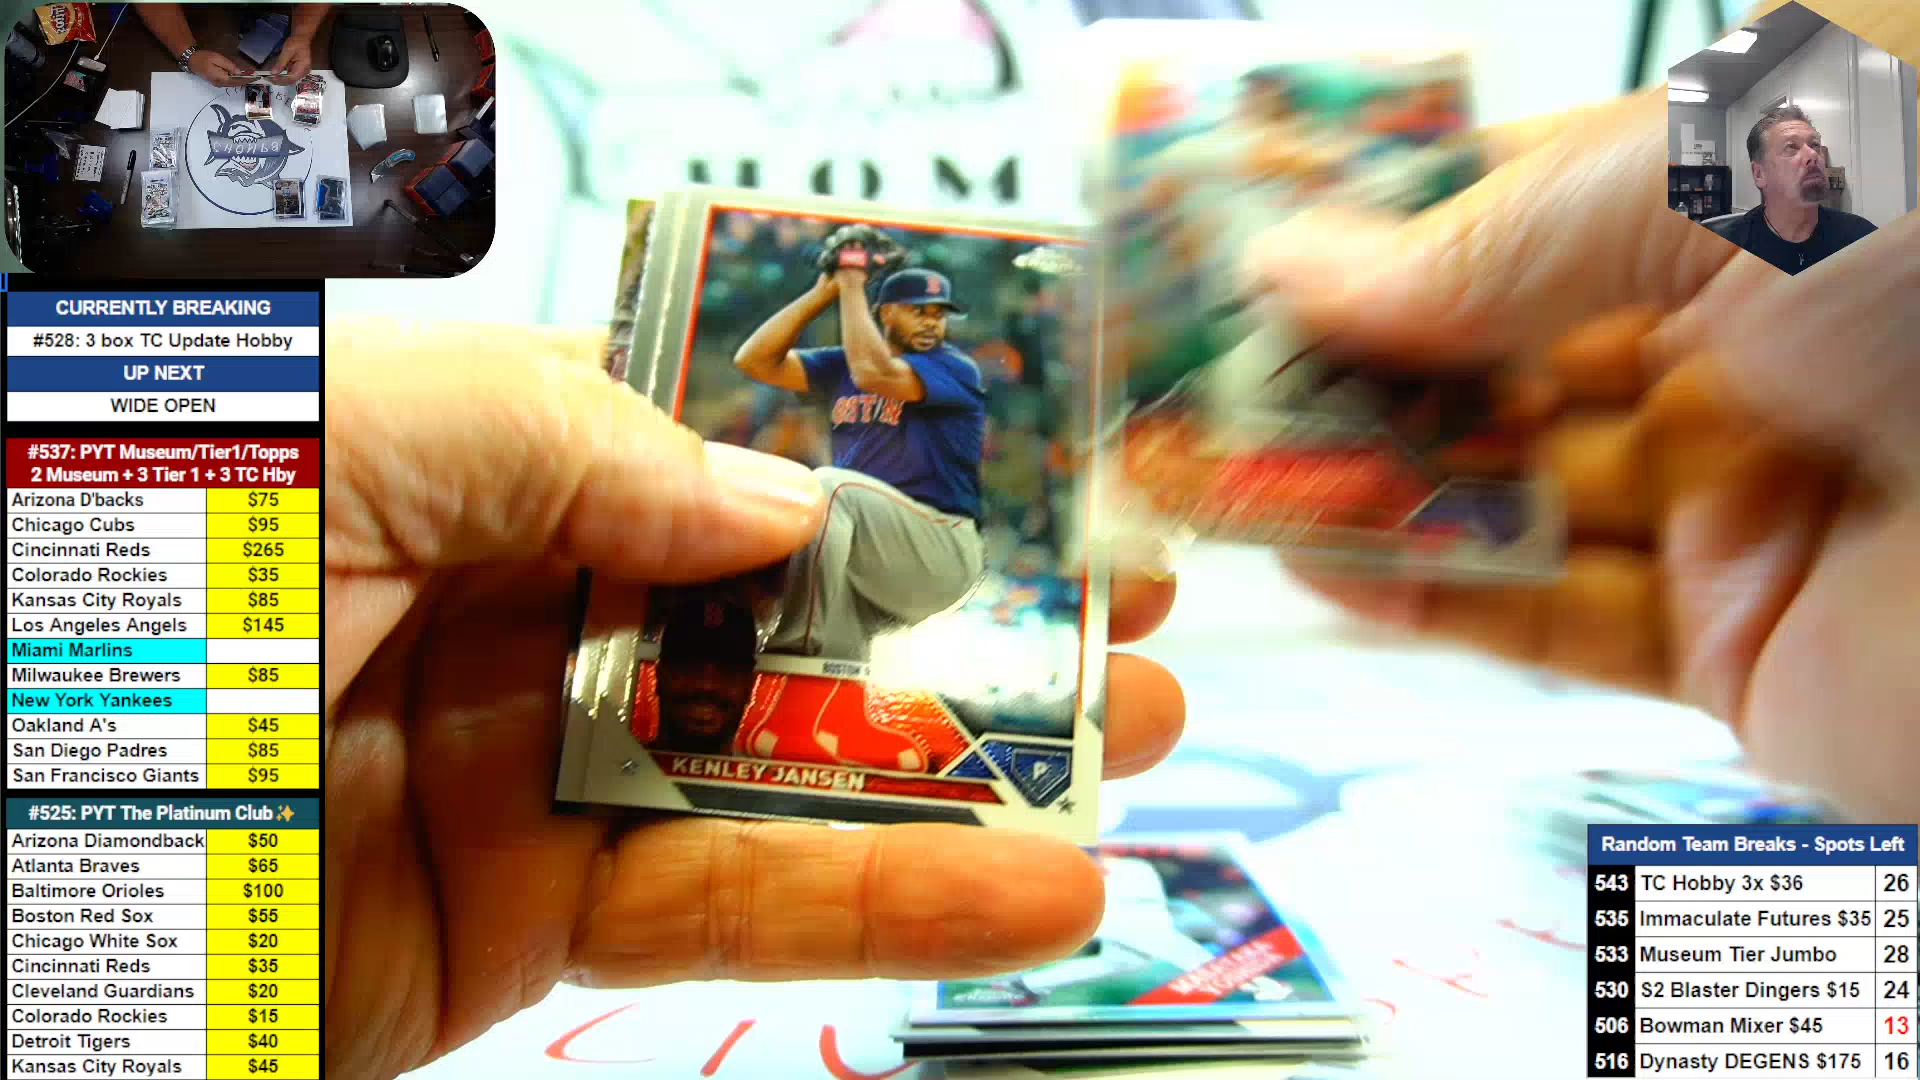 CURRENTLY BREAKING
#528: 3 box TC Update Hobby
UP NEXT
WIDE OPEN
#537: PYT Museum/Tier1/Topps
2 Museum + 3 Tier 1 + 3 TC Hby
Arizona D'backs $75
Chicago Cubs $95
Cincinnati Reds $265
Colorado Rockies $35
Kansas City Royals $85
Los Angeles Angels $145
Miami Marlins
Milwaukee Brewers $85
New York Yankees
Oakland A's $45
San Diego Padres $85
San Francisco Giants $95
#525: PYT The Platinum Club✨
Arizona Diamondback $50
Atlanta Braves $65
Baltimore Orioles $100
Boston Red Sox $55
Chicago White Sox $20
Cincinnati Reds $35
Cleveland Guardians $20
Colorado Rockies $15
Detroit Tigers $40
Kansas City Royals $45
HOM
B
KENLEY JANSEN
P
Random Team Breaks - Spots Left
543 TC Hobby 3x $36 26
535 Immaculate Futures $35 25
533 Museum Tier Jumbo 28
530 S2 Blaster Dingers $15 24
506 Bowman Mixer $45 13
516 Dynasty DEGENS $175 16